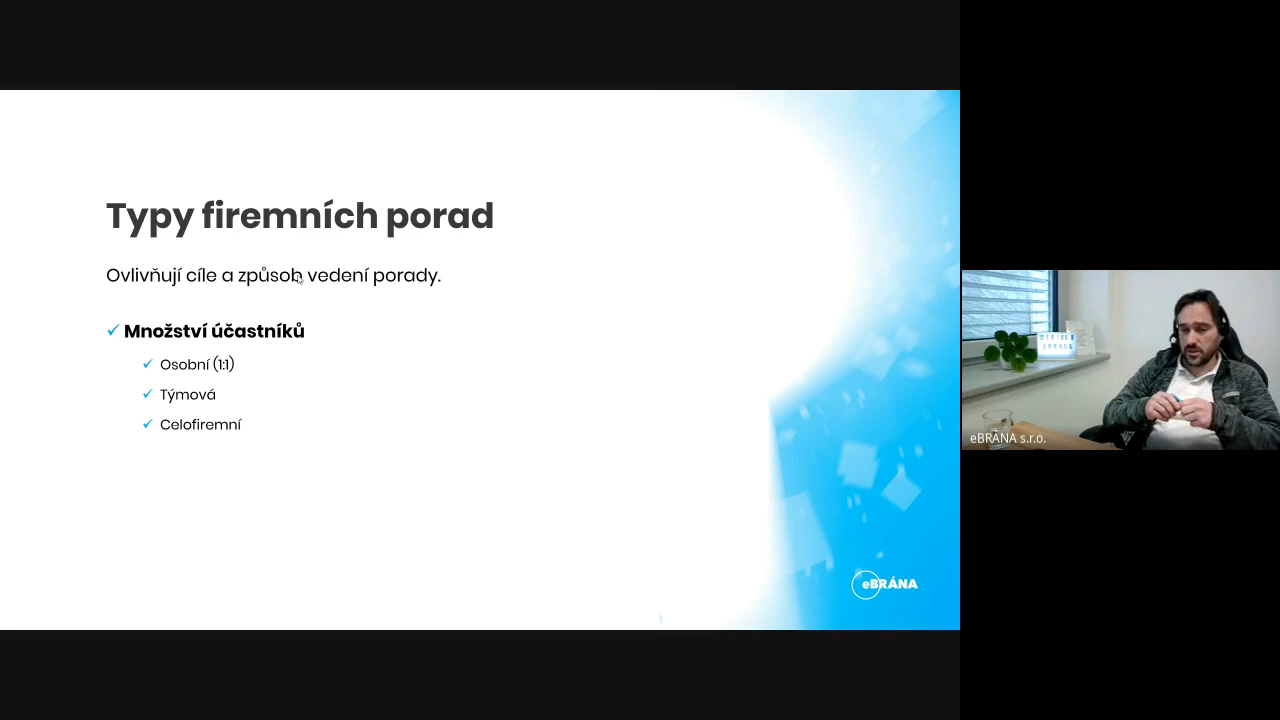 Typy firemních porad
Ovlivňují cíle a způsob vedení porady.
Množství účastníků
Osobní (1:1)
Týmová
Celofiremní
eBRÁNA
eBRÁNA s.r.o.